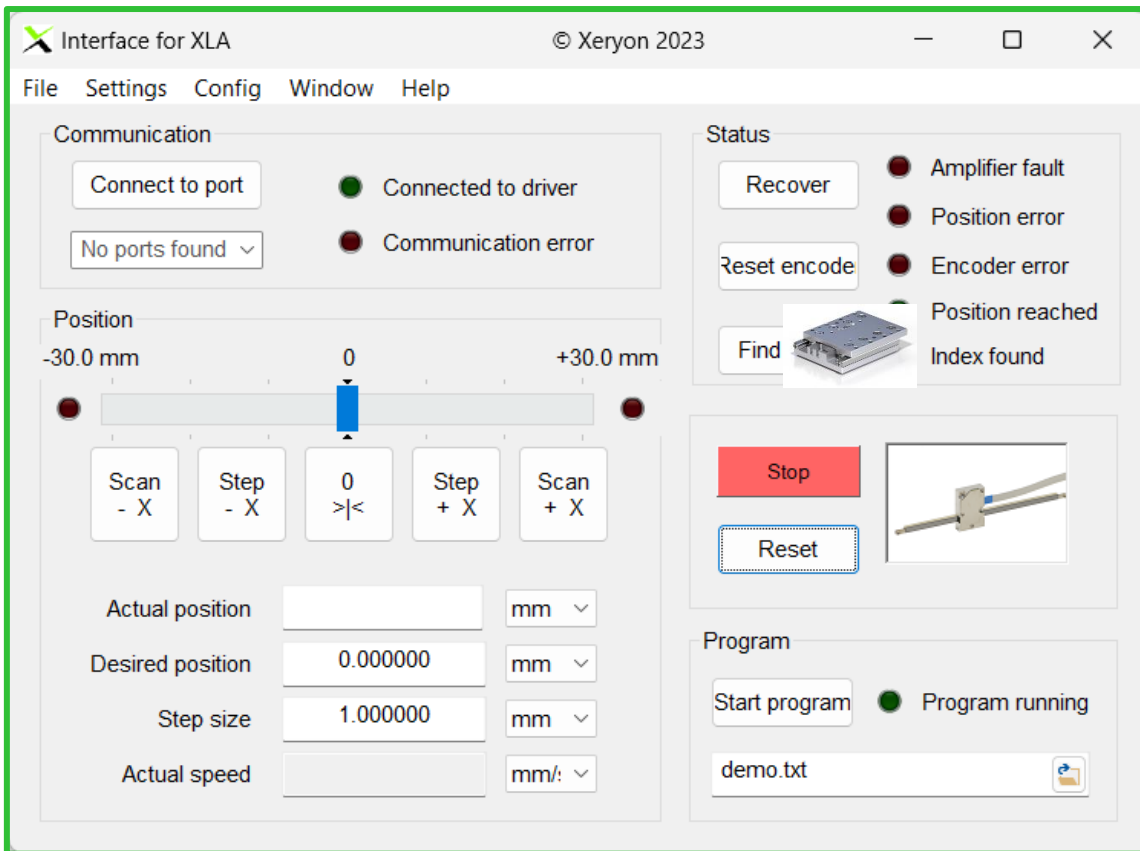 Interface for XLA © Xeryon 2023
File Settings Config Window Help
Communication
Connect to port
Connected to driver
No ports found
Communication error
Status
Recover
Amplifier fault
Position error
Reset encode
Encoder error
Position reached
Find
Index found
Position
-30.0 mm 0 +30.0 mm
Scan
- X
Step
- X
0
>|<
Step
+ X
Scan
+ X
Stop
Reset
Actual position mm
Desired position 0.000000 mm
Step size 1.000000 mm
Actual speed mm/s
Program
Start program
Program running
demo.txt